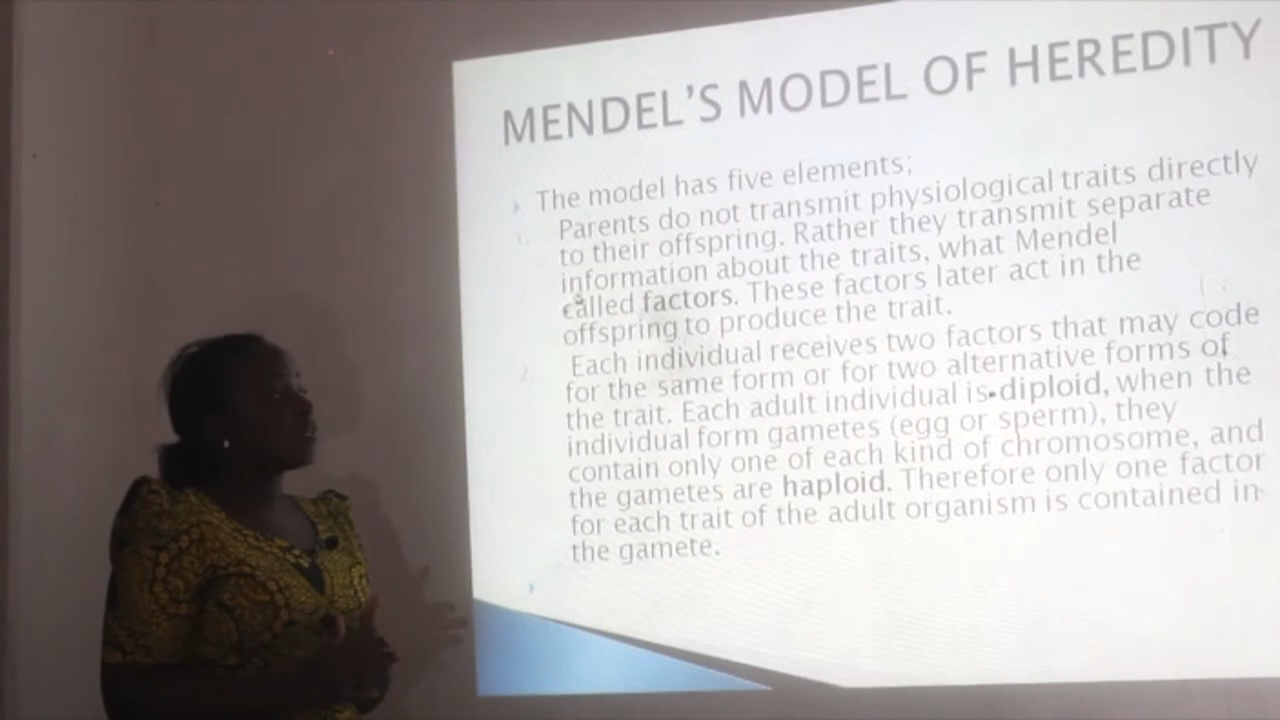 MENDEL'S MODEL OF HEREDITY
The model has five elements;
1. Parents do not transmit physiological traits directly
to their offspring. Rather they transmit separate
information about the traits, what Mendel
called factors. These factors later act in the
offspring to produce the trait.
2. Each individual receives two factors that may code
for the same form or for two alternative forms of
the trait. Each adult individual is diploid, when the
individual form gametes (egg or sperm), they
contain only one of each kind of chromosome, and
the gametes are haploid. Therefore only one factor
for each trait of the adult organism is contained in
the gamete.